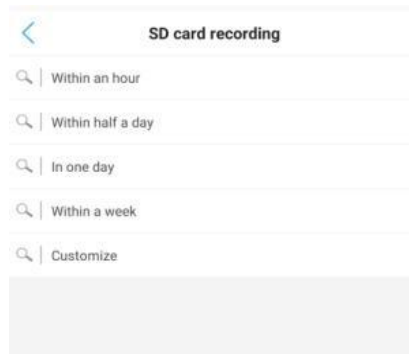 SD card recording
Within an hour
Within half a day
In one day
Within a week
Customize